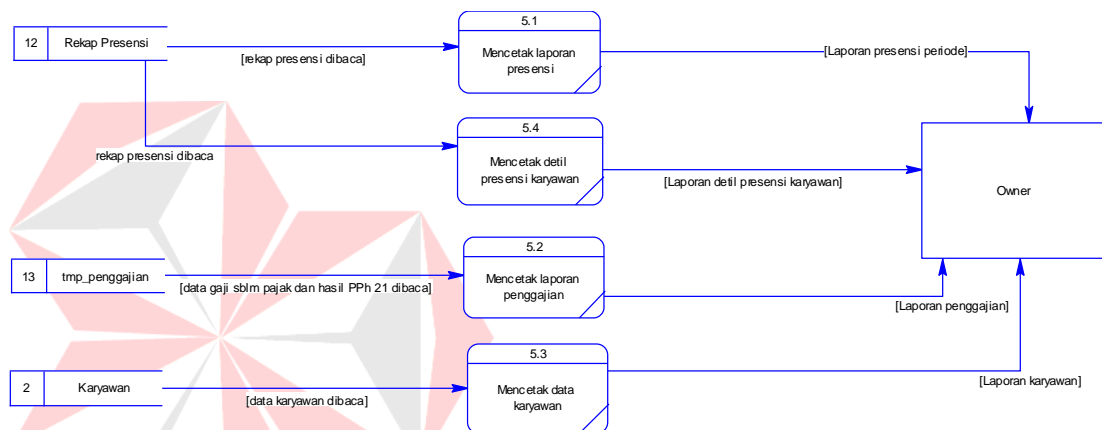 5.1
12 Rekap Presensi
[rekap presensi dibaca]
Mencetak laporan
presensi
[Laporan presensi periode]
5.4
rekap presensi dibaca
Mencetak detil
presensi karyawan
[Laporan detil presensi karyawan]
Owner
5.2
13 tmp_penggajian
[data gaji sblm pajak dan hasil PPh 21 dibaca]
Mencetak laporan
penggajian
[Laporan penggajian]
5.3
2 Karyawan
[data karyawan dibaca]
Mencetak data
karyawan
[Laporan karyawan]